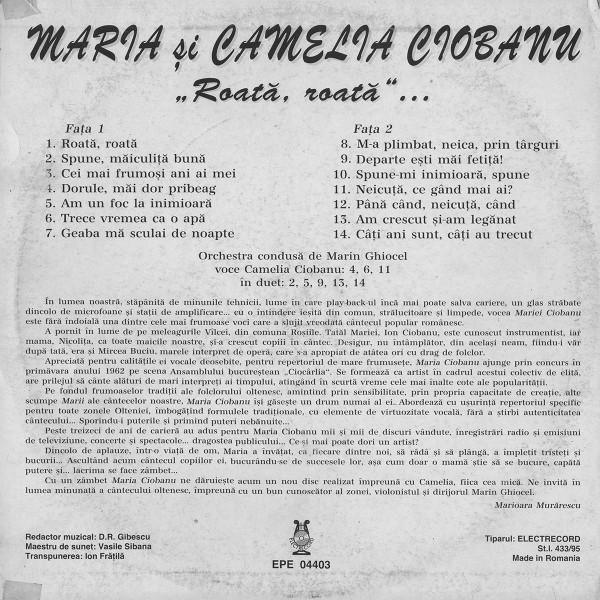 MARIA și CAMELIA CIOBANU
„Roată, roată“...
Fața 1
1. Roată, roată
2. Spune, măiculiță bună
3. Cei mai frumoși ani ai mei
4. Dorule, măi dor pribeag
5. Am un foc la inimioară
6. Trece vremea ca o apă
7. Geaba mă sculai de noapte
Fața 2
8. M-a plimbat, neica, prin târguri
9. Departe ești măi fetiță!
10. Spune-mi inimioară, spune
11. Neicuță, ce gând mai ai?
12. Până când, neicuță, când
13. Am crescut și-am legănat
14. Câți ani sunt, câți au trecut
Orchestra condusă de Marin Ghiocel
voce Camelia Ciobanu: 4, 6, 11
în duet: 2, 5, 9, 13, 14
În lumea noastră, stăpânită de minunile tehnicii, lume în care play-back-ul încă mai poate salva cariere, un glas străbate
dincolo de microfoane și stații de amplificare... cu o întindere ieșită din comun, strălucitoare și limpede, vocea Mariei Ciobanu
este fără îndoială una dintre cele mai frumoase voci care a slujit vreodată cântecul popular românesc.
A pornit în lume de pe meleagurile Vîlcei, din comuna Roșiile. Tatăl Mariei, Ion Ciobanu, este cunoscut instrumentist, iar
mama, Nicolița, ca toate maicile noastre, și-a crescut copiii în cântec. Desigur, nu întâmplător, din același neam, fiindu-i văr
după tată, era și Mircea Buciu, marele interpret de operă, care s-a apropiat de atâtea ori cu drag de folclor.
Apreciată pentru calitățile ei vocale deosebite, pentru repertoriul de mare frumusețe, Maria Ciobanu ajunge prin concurs în
primăvara anului 1962 pe scena Ansamblului bucureștean „Ciocârlia“. Se formează ca artist în cadrul acestui colectiv de elită,
are prilejul să cânte alături de mari interpreți ai timpului, atingând în scurtă vreme cele mai înalte cote ale popularității.
Pe fondul frumoaselor tradiții ale folclorului oltenesc, amintind prin sensibilitate, prin propria capacitate de creație, alte
scumpe Marii ale cântecelor noastre, Maria Ciobanu își găsește un drum numai al ei. Abordează cu ușurință repertoriul specific
pentru toate zonele Olteniei, îmbogățind formulele tradiționale, cu elemente de virtuozitate vocală, fără a știrbi autenticitatea
cântecului... Sporindu-i puterile și primind puteri nebănuite...
Peste treizeci de ani de carieră au adus pentru Maria Ciobanu mii și mii de discuri vândute, înregistrări radio și emisiuni
de televiziune, concerte și spectacole... dragostea publicului... Ce și mai poate dori un artist?
Dincolo de aplauze, într-o viață de om, Maria a învățat, ca fiecare dintre noi, să râdă și să plângă, a împletit tristeți și
bucurii... Ascultând acum cântecul copiilor ei, bucurându-se de succesele lor, așa cum doar o mamă știe să se bucure, capătă
putere și... lacrima se face zâmbet...
Cu un zâmbet Maria Ciobanu ne dăruiește acum un nou disc realizat împreună cu Camelia, fiica cea mică. Ne invită în
lumea minunată a cântecului oltenesc, împreună cu un bun cunoscător al zonei, violonistul și dirijorul Marin Ghiocel.
Marioara Murărescu
Redactor muzical: D.R. Gibescu
Maestru de sunet: Vasile Sibana
Transpunerea: Ion Frățilă
EPE 04403
Tiparul: ELECTRECORD
St.I. 433/95
Made in Romania